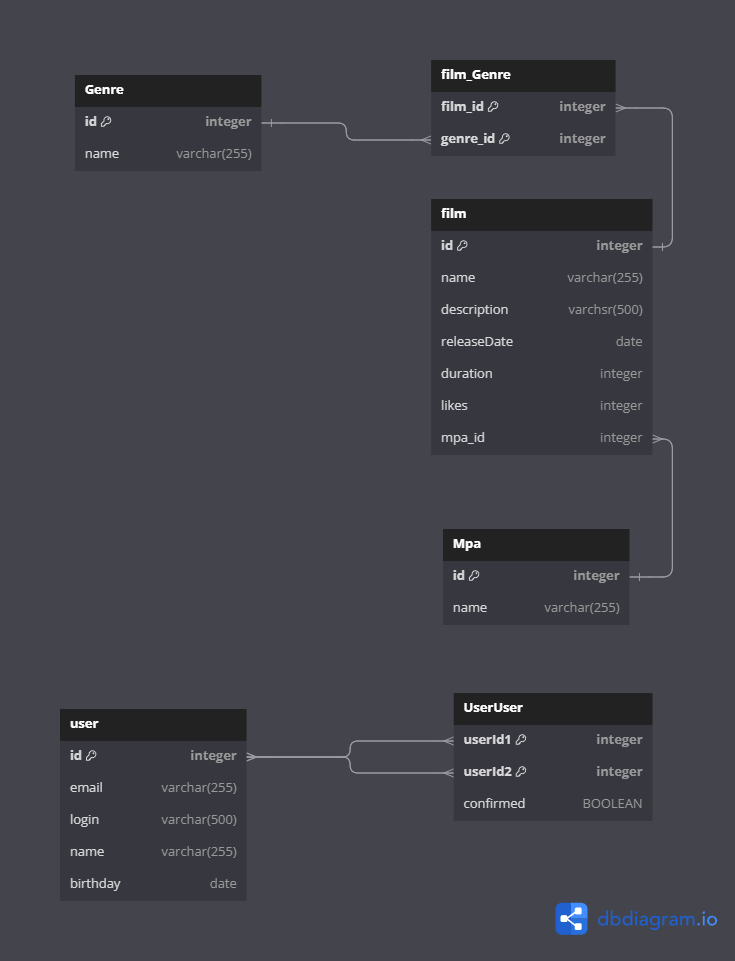 Genre
id integer
name varchar(255)
film_Genre
film_id integer
genre_id integer
film
id integer
name varchar(255)
description varchsr(500)
releaseDate date
duration integer
likes integer
mpa_id integer
Mpa
id integer
name varchar(255)
user
id integer
email varchar(255)
login varchar(500)
name varchar(255)
birthday date
UserUser
userId1 integer
userId2 integer
confirmed BOOLEAN
dbdiagram.io